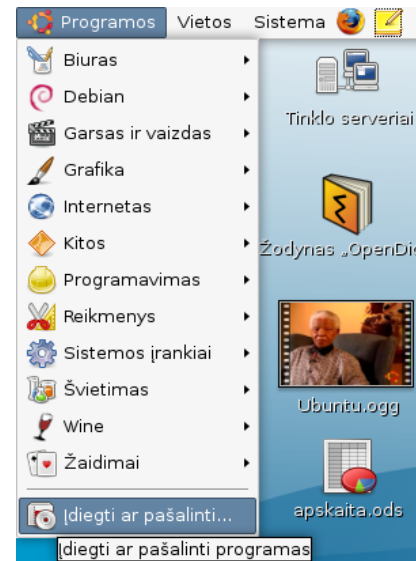 Programos Vietos Sistema
Biuras
Debian
Garsas ir vaizdas
Grafika
Internetas
Kitos
Programavimas
Reikmenys
Sistemos įrankiai
Švietimas
Wine
Žaidimai
Įdiegti ar pašalinti...
Įdiegti ar pašalinti programas
Tinklo serveriai
Žodynas „OpenDi
Ubuntu.ogg
apskaita.ods